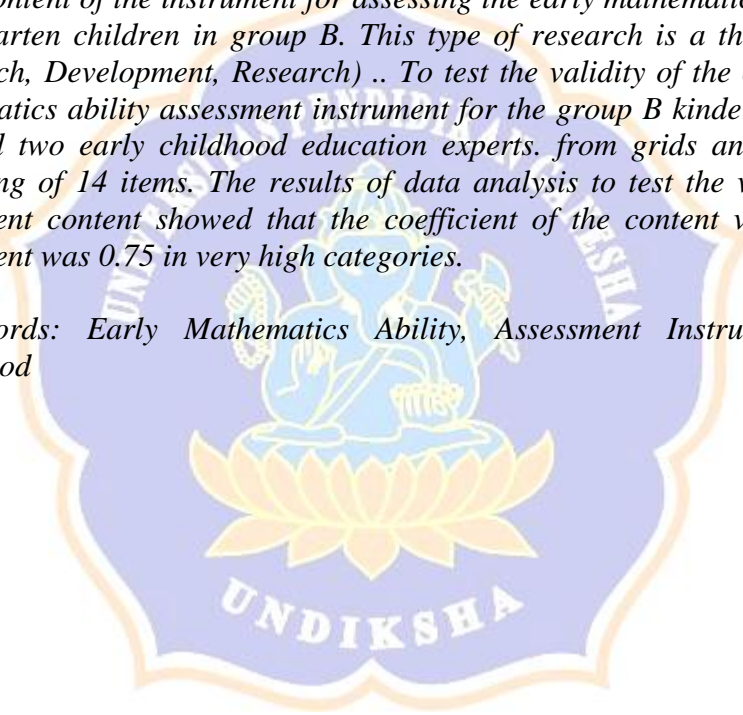 content of the instrument for assessing the early mathematic
arten children in group B. This type of research is a th
ch, Development, Research) .. To test the validity of the
atics ability assessment instrument for the group B kinde
l two early childhood education experts. from grids an
ng of 14 items. The results of data analysis to test the v
ent content showed that the coefficient of the content v
ent was 0.75 in very high categories.
ords: Early Mathematics Ability, Assessment Instru
od
UNIVERSITAS PENDIDIKAN GANESHA
UNDIKSHA